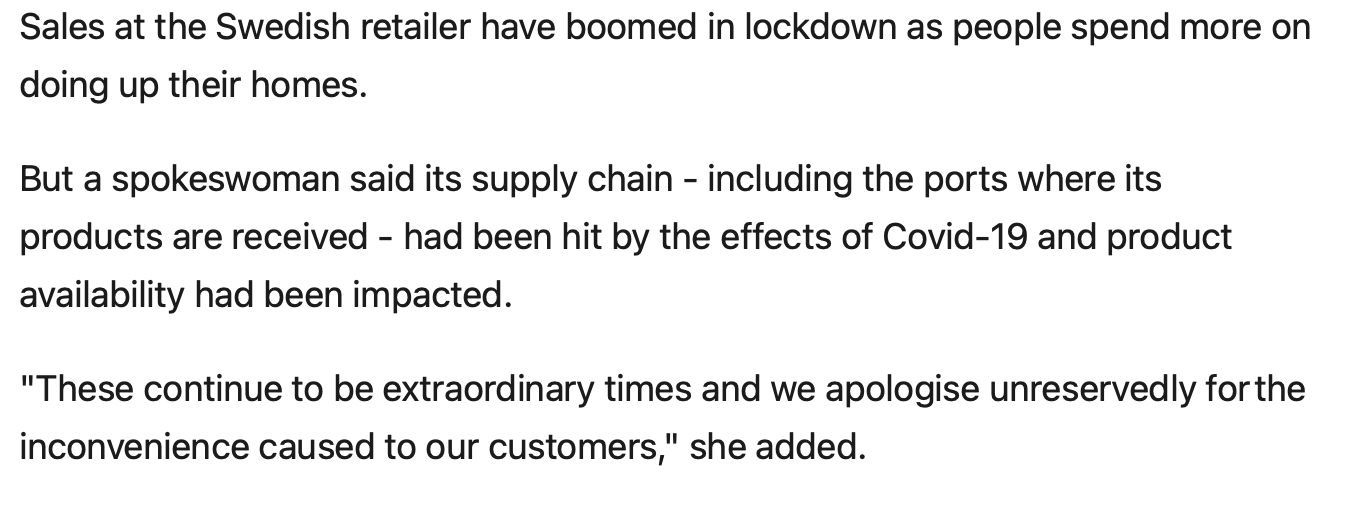 Sales at the Swedish retailer have boomed in lockdown as people spend more on
doing up their homes.
But a spokeswoman said its supply chain - including the ports where its
products are received - had been hit by the effects of Covid-19 and product
availability had been impacted.
"These continue to be extraordinary times and we apologise unreservedly for the
inconvenience caused to our customers," she added.